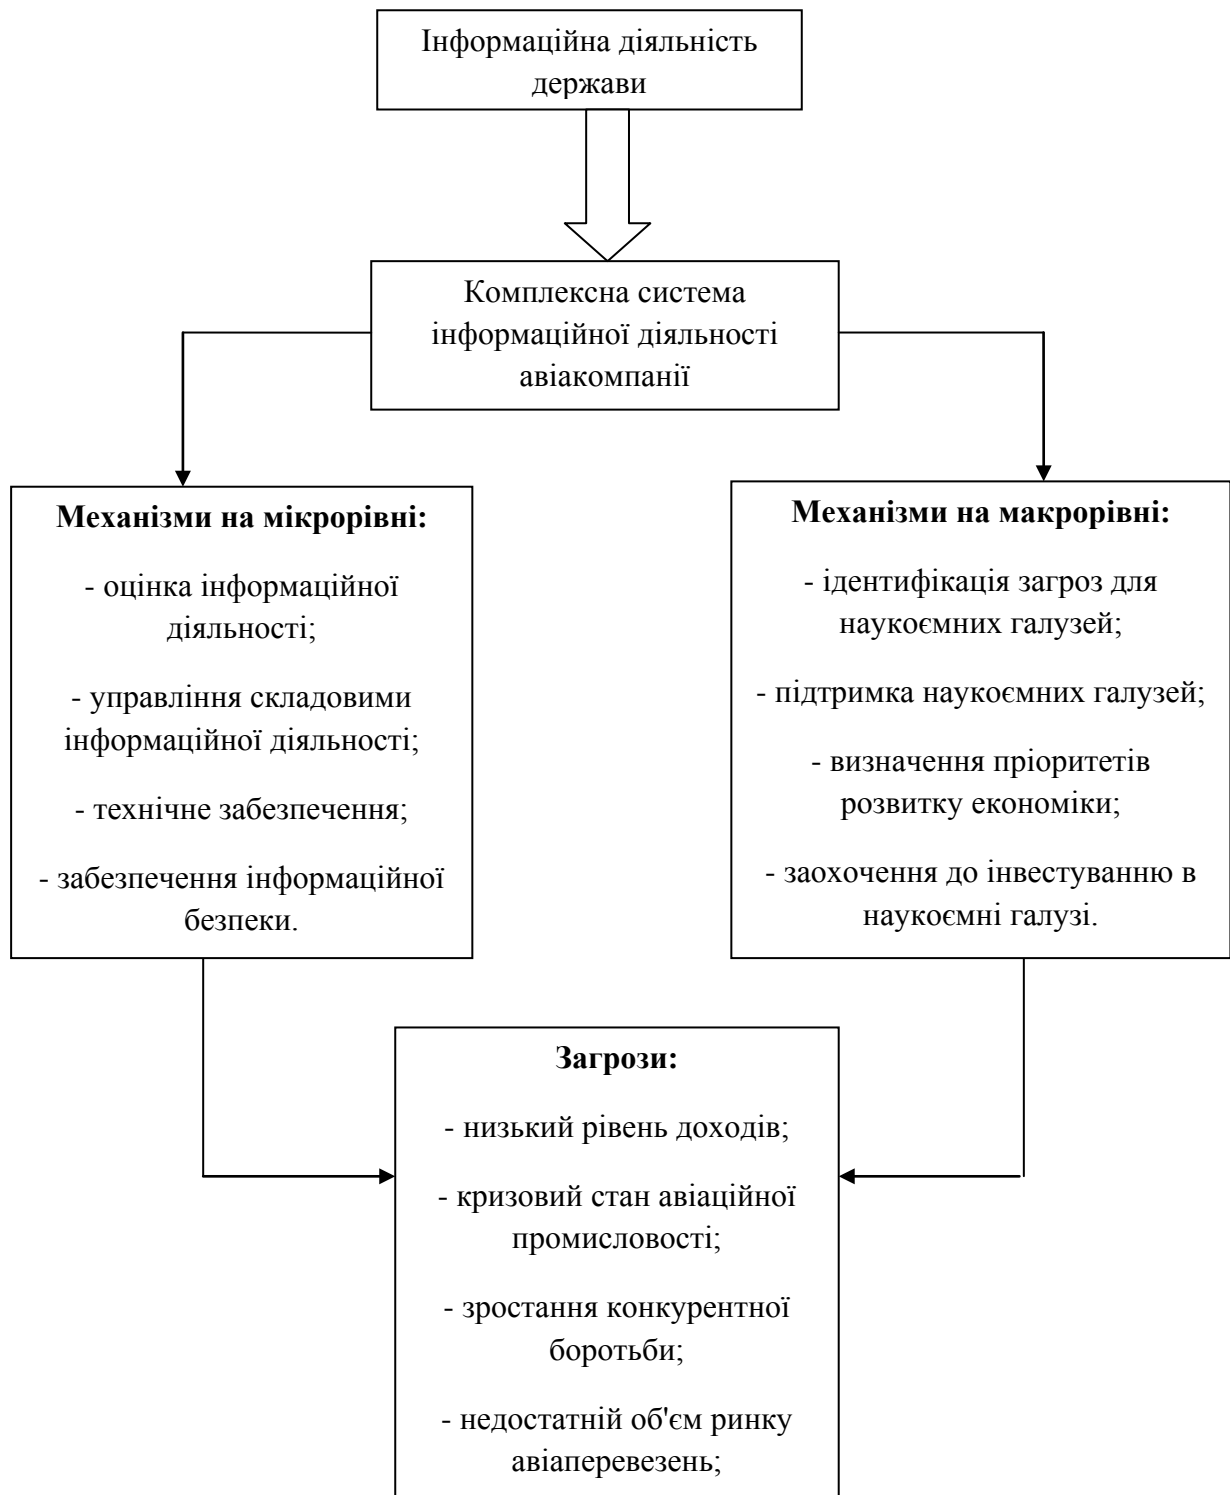 Інформаційна діяльність
держави
Комплексна система
інформаційної діяльності
авіакомпанії
Механізми на мікрорівні:
- оцінка інформаційної
діяльності;
- управління складовими
інформаційної діяльності;
- технічне забезпечення;
- забезпечення інформаційної
безпеки.
Механізми на макрорівні:
- ідентифікація загроз для
наукоємних галузей;
- підтримка наукоємних галузей;
- визначення пріоритетів
розвитку економіки;
- заохочення до інвестуванню в
наукоємні галузі.
Загрози:
- низький рівень доходів;
- кризовий стан авіаційної
промисловості;
- зростання конкурентної
боротьби;
- недостатній об'єм ринку
авіаперевезень;